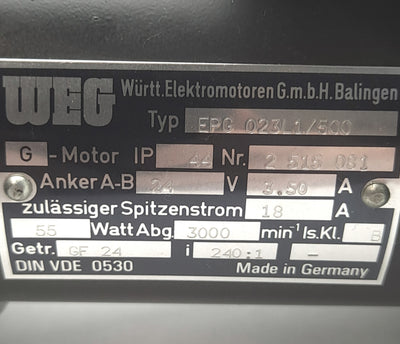 WEG Württ. Elektromotoren G.m.b.H. Balingen
Typ EPG 023L1/500
G -Motor IP 44 Nr. 2 516 081
Anker A-B 24 V 3.50 A
zulässiger Spitzenstrom 18 A
55 Watt Abg. 3000 min⁻¹ Is.Kl. B
Getr. GF 24 i 240:1 –
DIN VDE 0530 Made in Germany